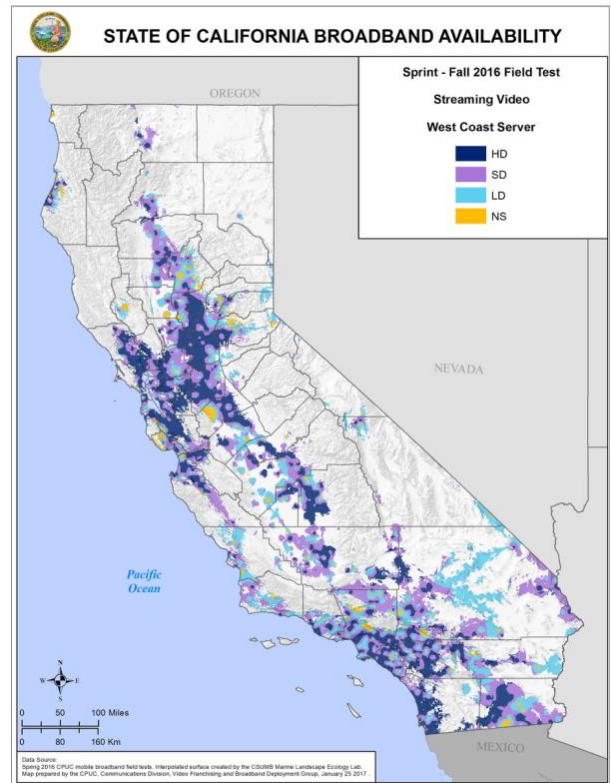 STATE OF CALIFORNIA BROADBAND AVAILABILITY
Sprint - Fall 2016 Field Test
Streaming Video
West Coast Server
HD
SD
LD
NS
OREGON
NEVADA
Pacific
Ocean
N
W E
S
0 50 100 Miles
0 80 160 Km
MEXICO
Data Source:
Spring 2016 CPUC mobile broadband field tests. Interpolated surface created by the CSUMB Marine Landscape Ecology Lab.
Map prepared by the CPUC, Communications Division, Video Franchising and Broadband Deployment Group, January 25 2017 .